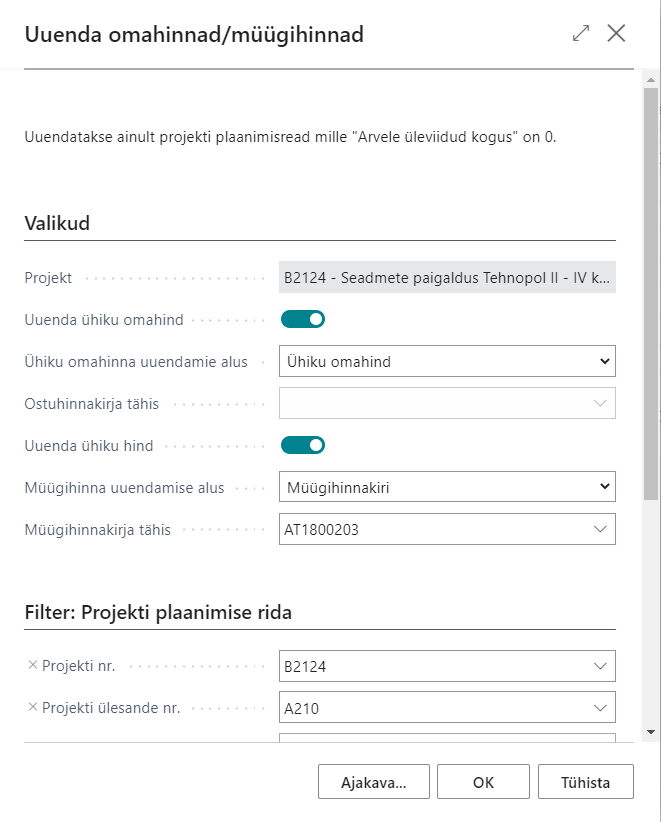 Uuenda omahinnad/müügihinnad
Uuendatakse ainult projekti plaanimisread mille "Arvele üleviidud kogus" on 0.
Valikud
Projekt B2124 - Seadmete paigaldus Tehnopol II - IV k...
Uuenda ühiku omahind
Ühiku omahinna uuendamie alus Ühiku omahind
Ostuhinnakirja tähis
Uuenda ühiku hind
Müügihinna uuendamise alus Müügihinnakiri
Müügihinnakirja tähis AT1800203
Filter: Projekti plaanimise rida
× Projekti nr. B2124
× Projekti ülesande nr. A210
Ajakava... OK Tühista